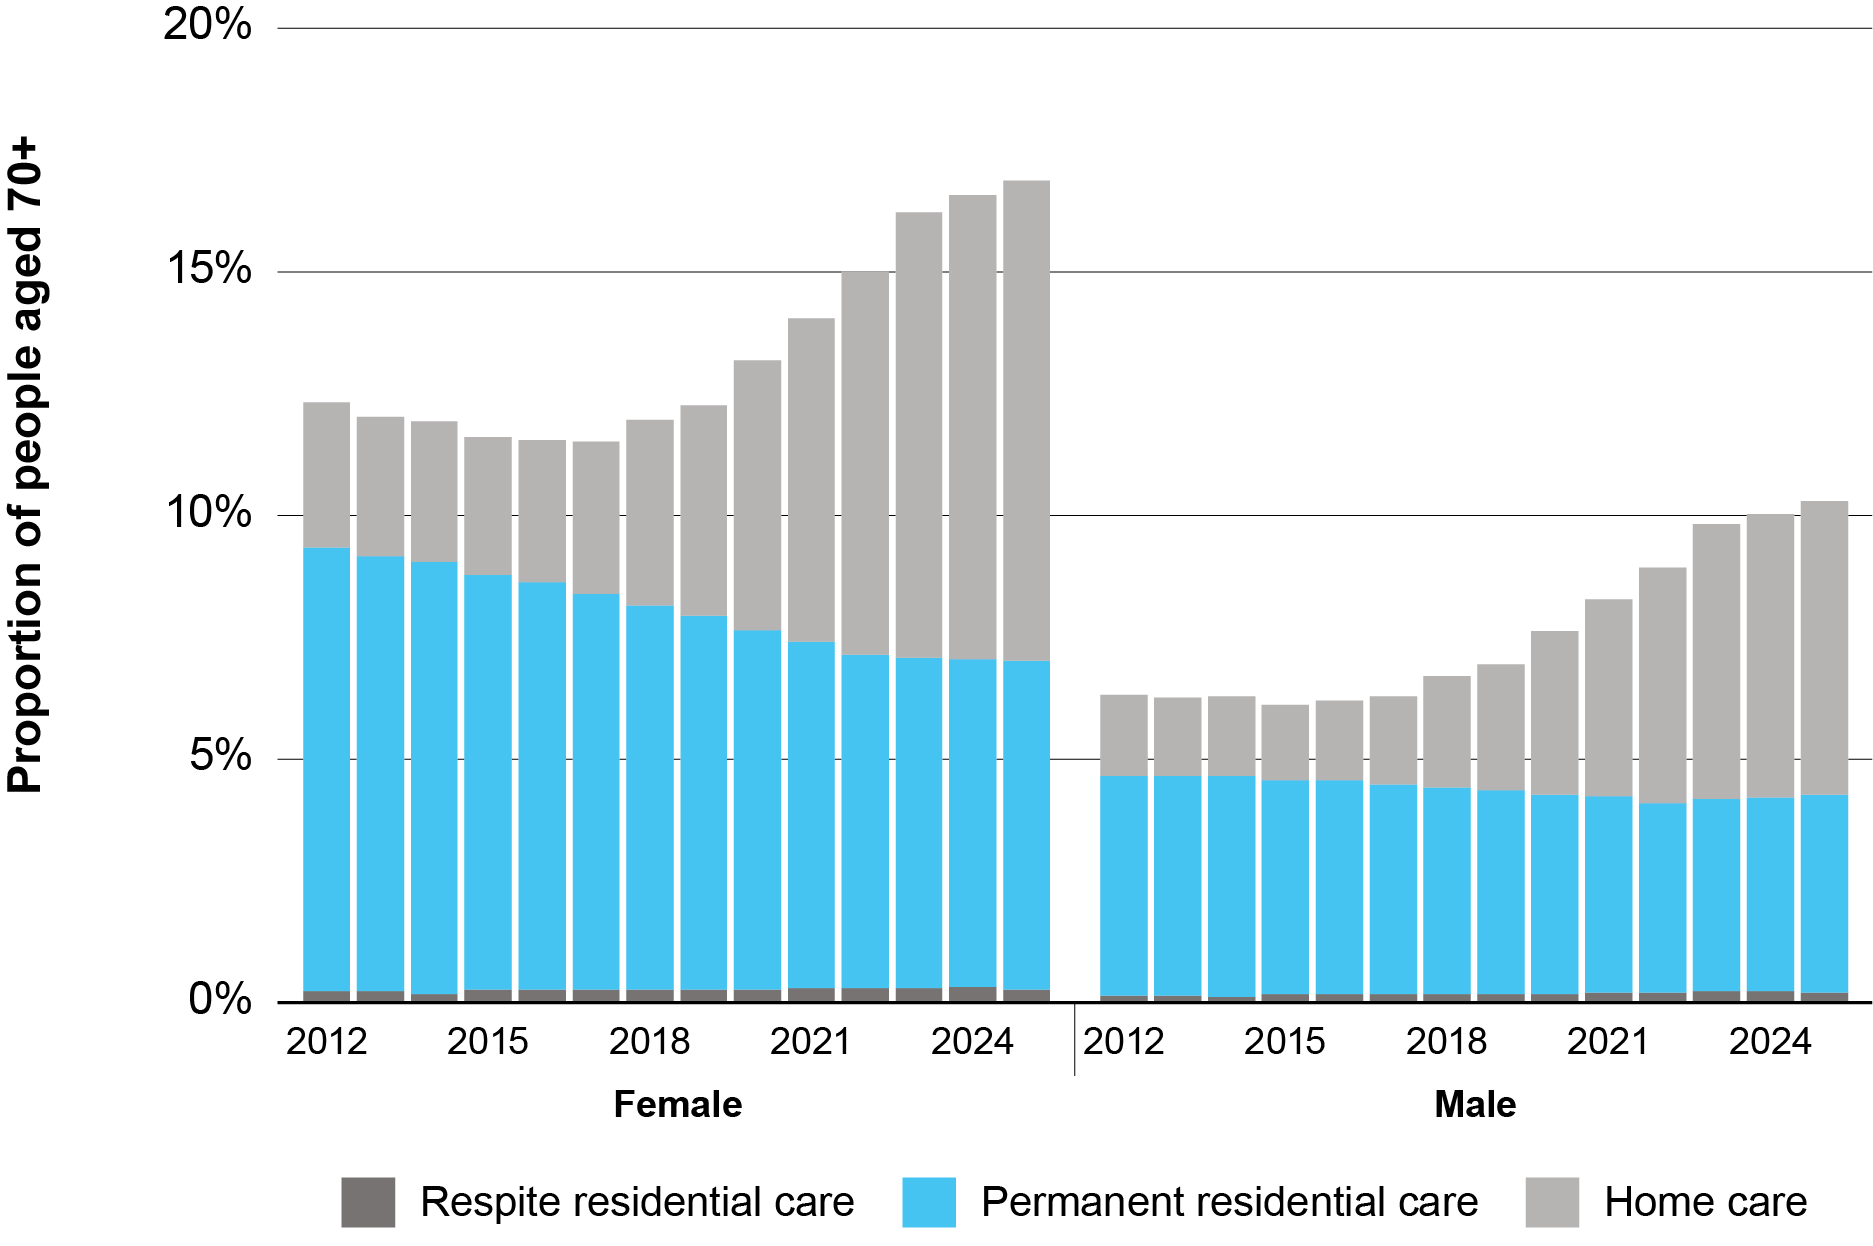 Proportion of people aged 70+
20%
15%
10%
5%
0%
2012 2015 2018 2021 2024 2012 2015 2018 2021 2024
Female Male
Respite residential care Permanent residential care Home care